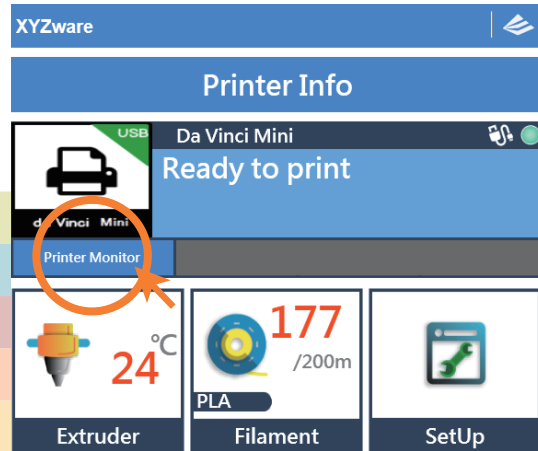 XYZware
Printer Info
USB
Da Vinci Mini
Ready to print
da Vinci Mini
Printer Monitor
24 °C
177
/200m
PLA
Extruder
Filament
SetUp